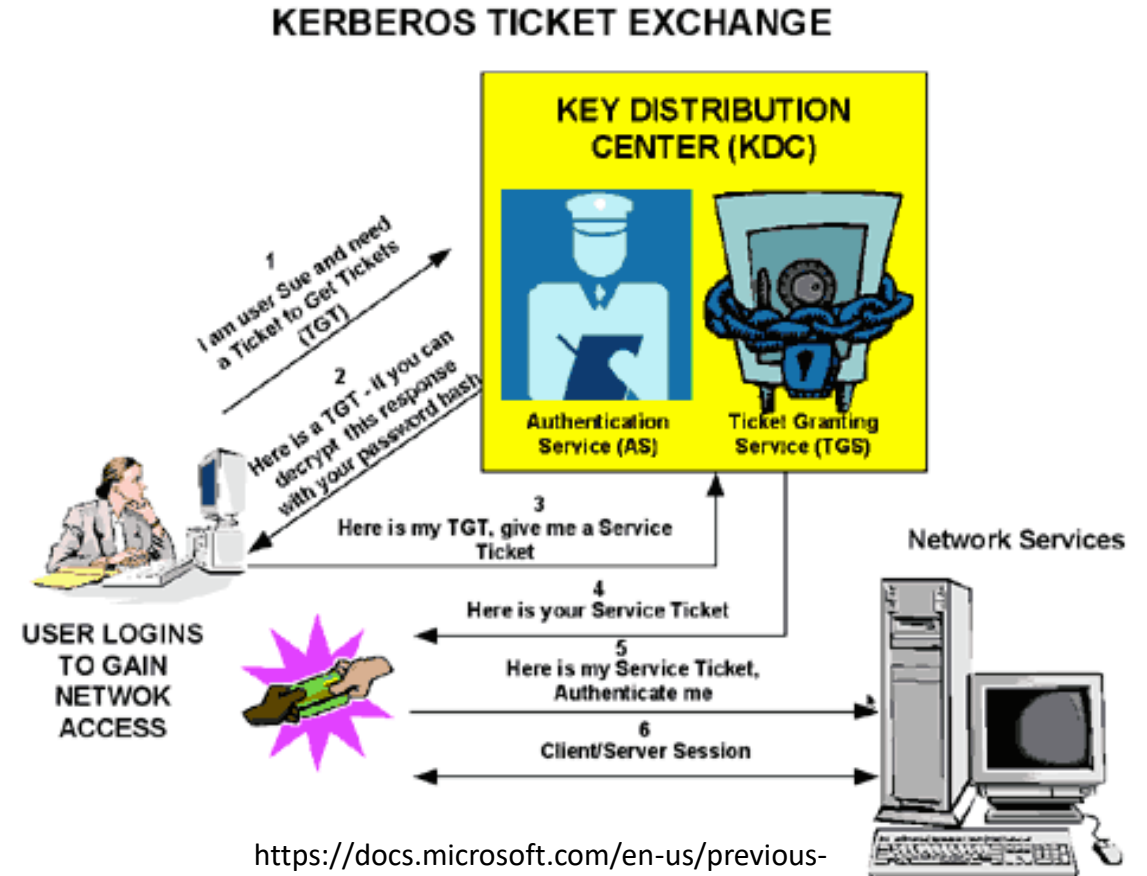 KERBEROS TICKET EXCHANGE
KEY DISTRIBUTION
CENTER (KDC)
1
I am user Sue and need
a Ticket to Get Tickets
(TGT)
2
Here is a TGT - if you can
decrypt this response
with your password hash
Authentication
Service (AS)
Ticket Granting
Service (TGS)
3
Here is my TGT, give me a Service
Ticket
Network Services
4
Here is your Service Ticket
USER LOGINS
TO GAIN
NETWOK
ACCESS
5
Here is my Service Ticket,
Authenticate me
6
Client/Server Session
https://docs.microsoft.com/en-us/previous-